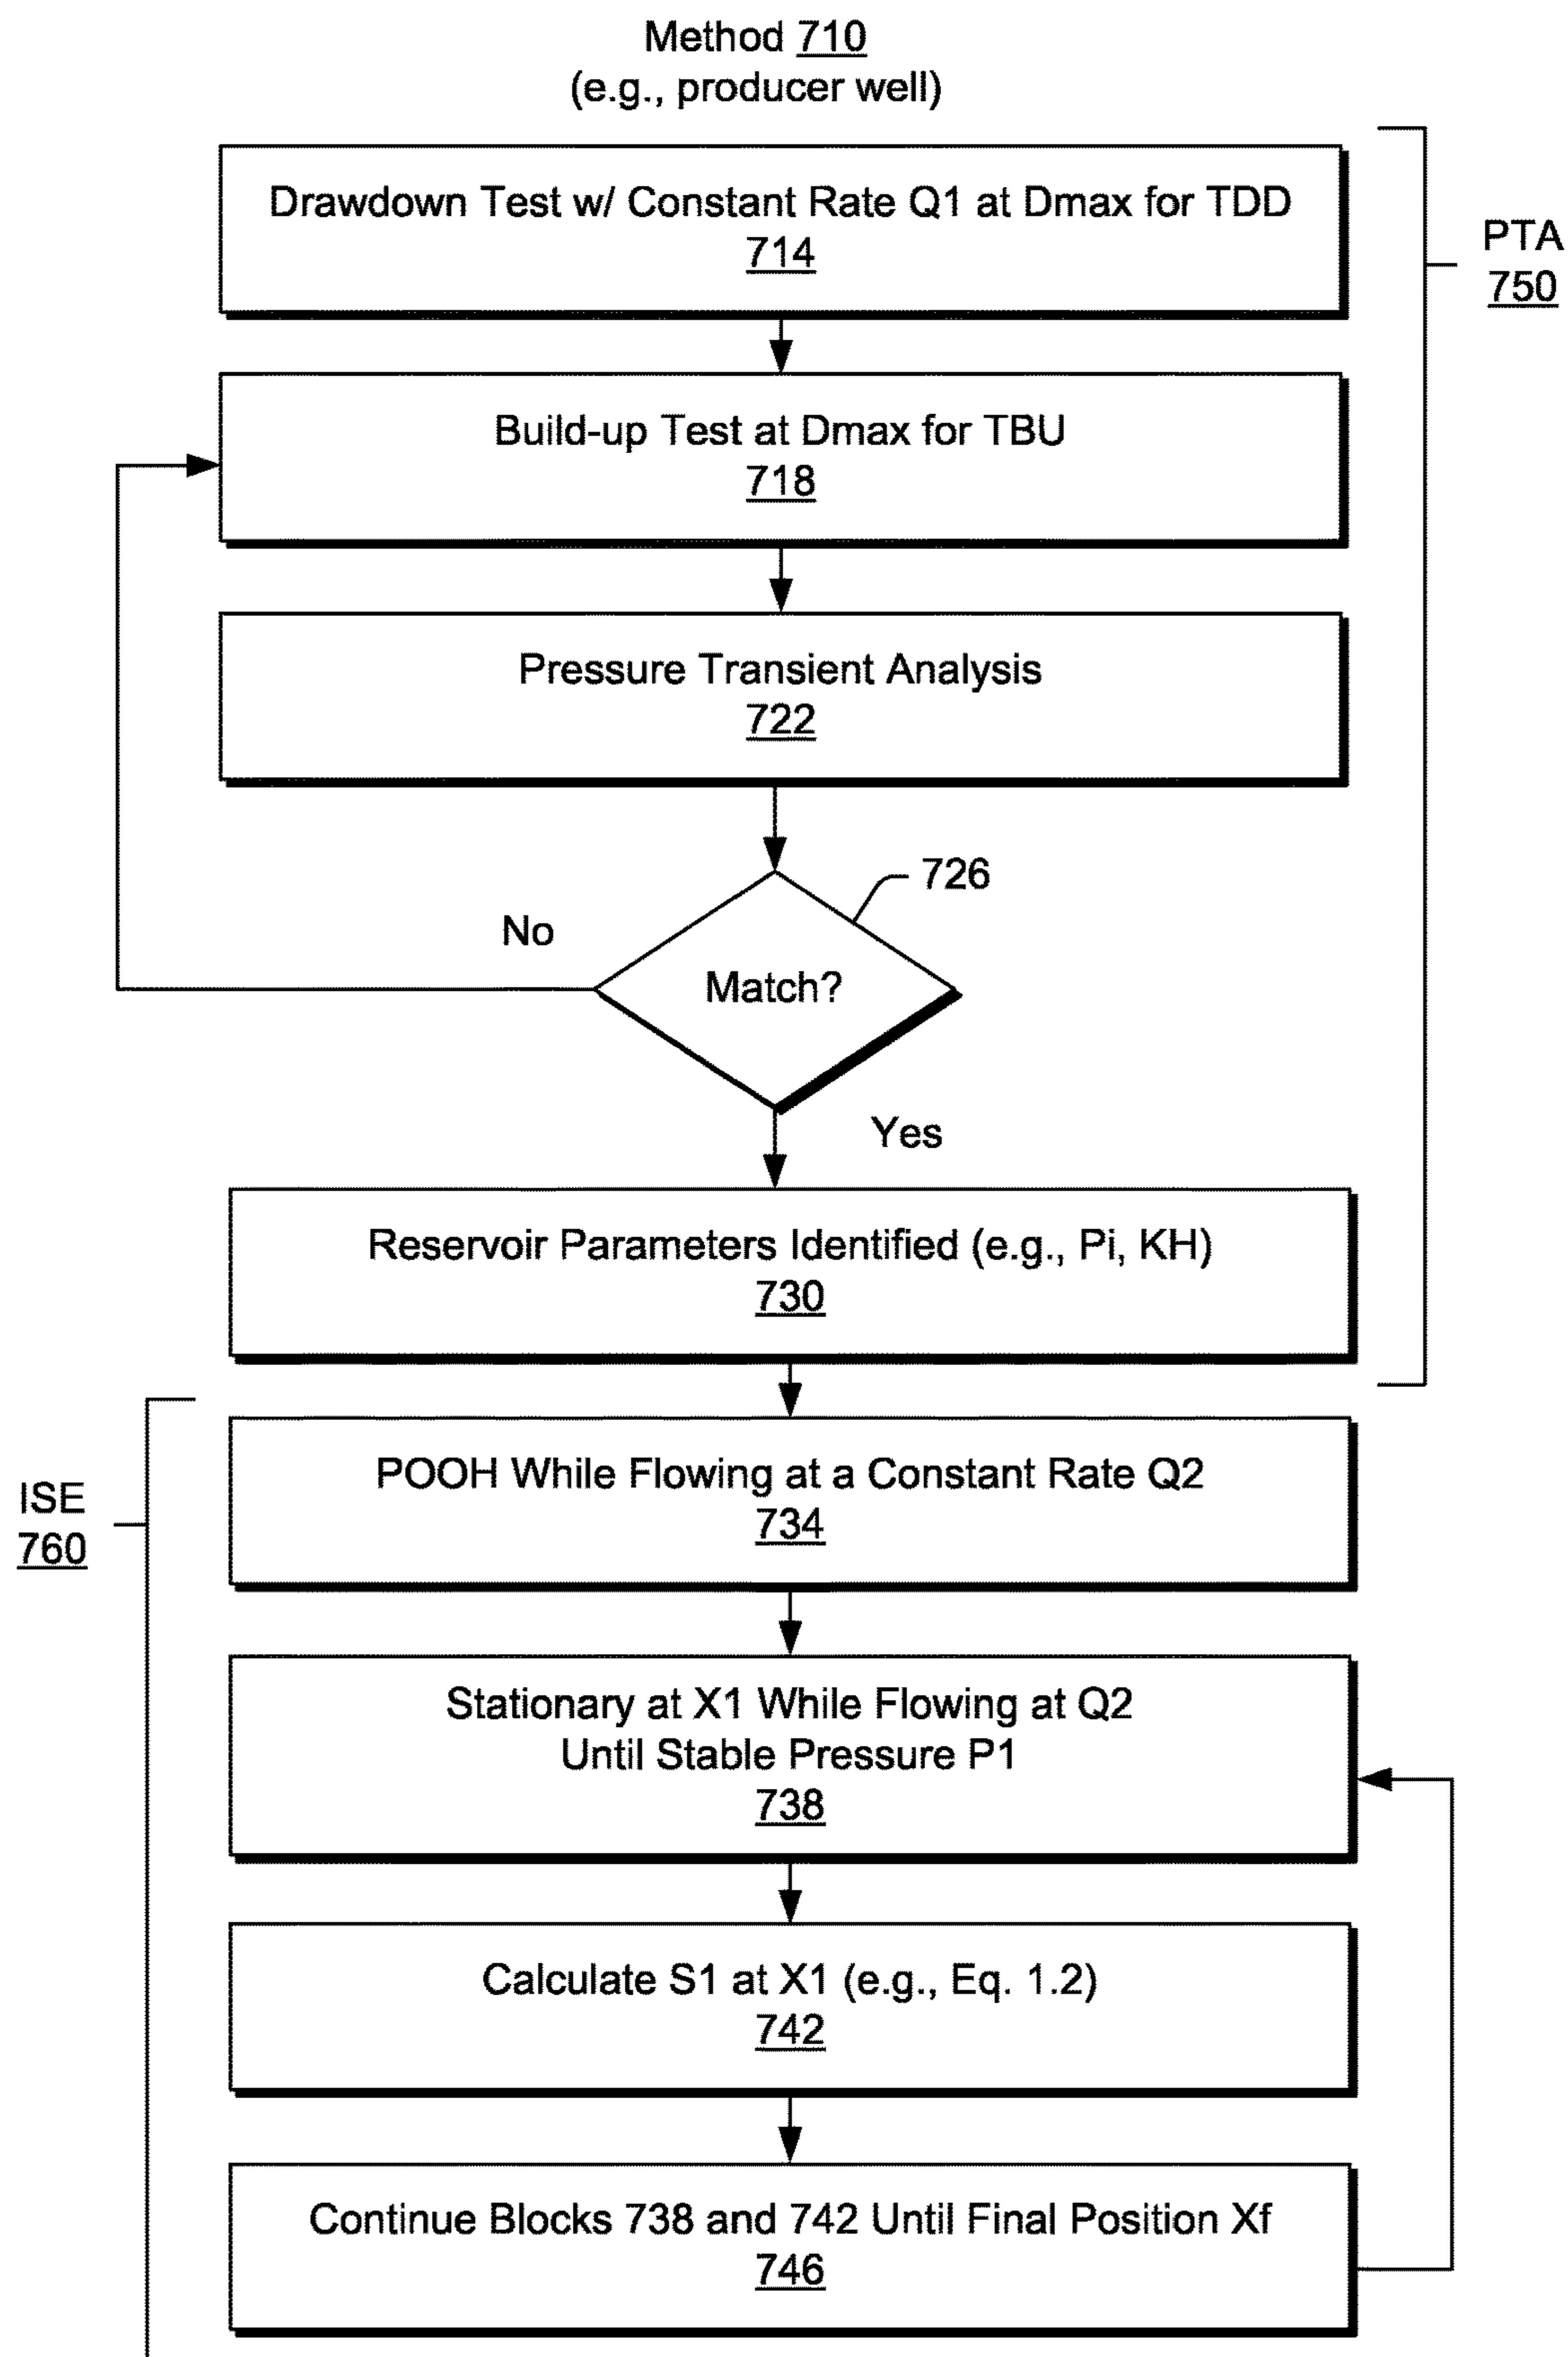 Method 710
(e.g., producer well)
Drawdown Test w/ Constant Rate Q1 at Dmax for TDD
714
PTA
750
Build-up Test at Dmax for TBU
718
Pressure Transient Analysis
722
726
No
Match?
Yes
Reservoir Parameters Identified (e.g., Pi, KH)
730
ISE
760
POOH While Flowing at a Constant Rate Q2
734
Stationary at X1 While Flowing at Q2
Until Stable Pressure P1
738
Calculate S1 at X1 (e.g., Eq. 1.2)
742
Continue Blocks 738 and 742 Until Final Position Xf
746